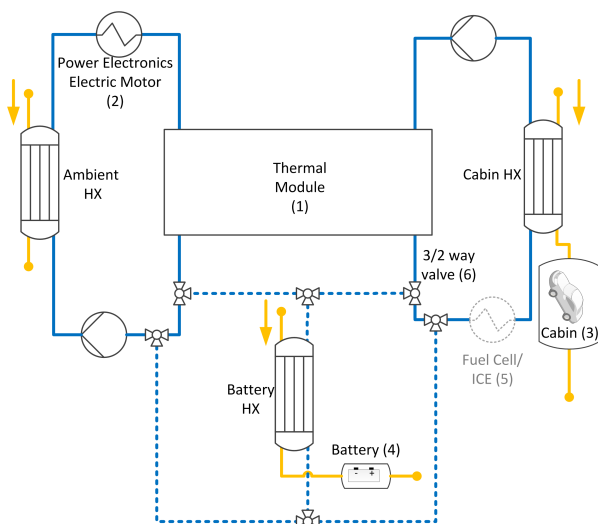 Power Electronics
Electric Motor
(2)
Ambient
HX
Thermal
Module
(1)
Cabin HX
3/2 way
valve (6)
Cabin (3)
Fuel Cell/
ICE (5)
Battery
HX
Battery (4)
- +